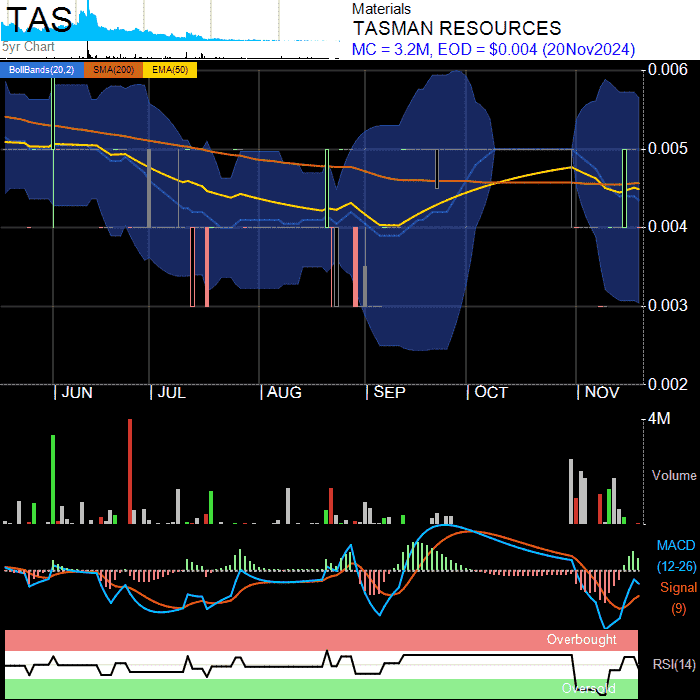 TAS
5yr Chart
Materials
TASMAN RESOURCES
MC = 3.2M, EOD = $0.004 (20Nov2024)
BollBands(20,2) SMA(200) EMA(50)
0.006
0.005
0.004
0.003
0.002
JUN JUL AUG SEP OCT NOV
4M
Volume
MACD
(12-26)
Signal
(9)
Overbought
RSI(14)
Oversold